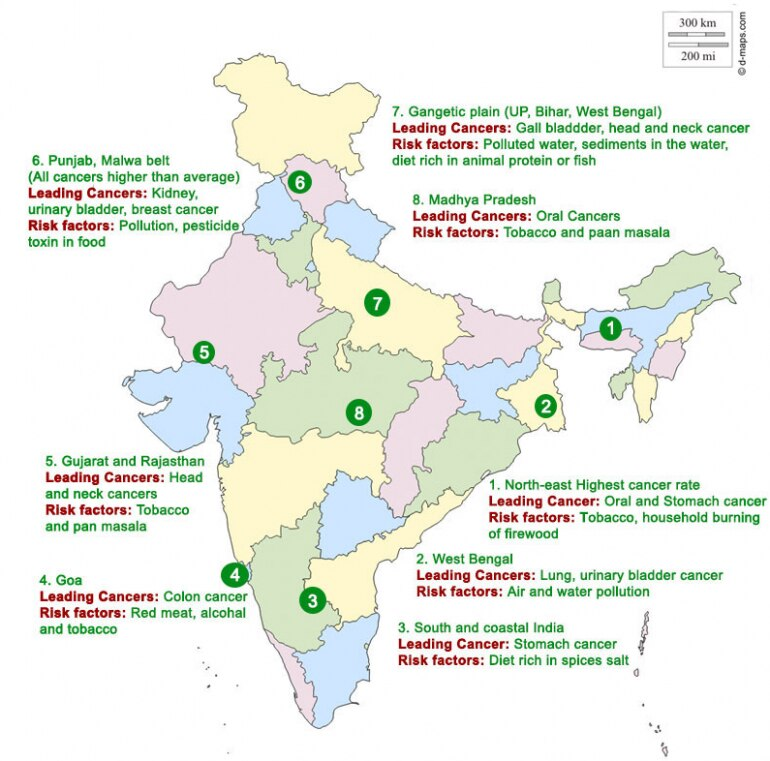 300 km
200 mi
© d-maps.com
7. Gangetic plain (UP, Bihar, West Bengal)
Leading Cancers: Gall bladdder, head and neck cancer
Risk factors: Polluted water, sediments in the water,
diet rich in animal protein or fish
6. Punjab, Malwa belt
(All cancers higher than average)
Leading Cancers: Kidney,
urinary bladder, breast cancer
Risk factors: Pollution, pesticide
toxin in food
8. Madhya Pradesh
Leading Cancers: Oral Cancers
Risk factors: Tobacco and paan masala
6
7
1
5
8
2
5. Gujarat and Rajasthan
Leading Cancers: Head
and neck cancers
Risk factors: Tobacco
and pan masala
1. North-east Highest cancer rate
Leading Cancer: Oral and Stomach cancer
Risk factors: Tobacco, household burning
of firewood
4
3
4. Goa
Leading Cancers: Colon cancer
Risk factors: Red meat, alcohal
and tobacco
2. West Bengal
Leading Cancers: Lung, urinary bladder cancer
Risk factors: Air and water pollution
3. South and coastal India
Leading Cancer: Stomach cancer
Risk factors: Diet rich in spices salt